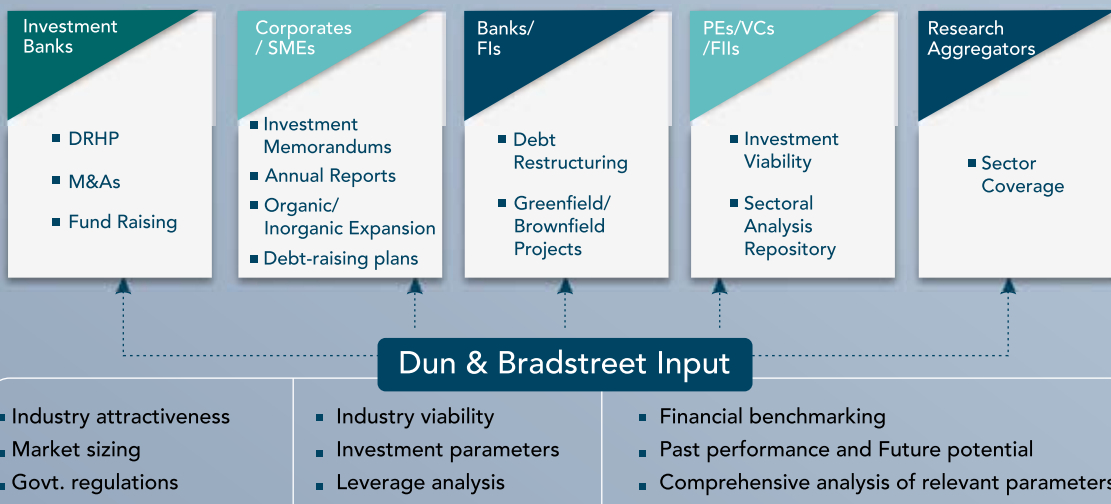 Investment
Banks
DRHP
M&As
Fund Raising
Corporates
/ SMEs
Investment
Memorandums
Annual Reports
Organic/
Inorganic Expansion
Debt-raising plans
Banks/
FIs
Debt
Restructuring
Greenfield/
Brownfield
Projects
PEs/VCs
/FIIs
Investment
Viability
Sectoral
Analysis
Repository
Research
Aggregators
Sector
Coverage
Dun & Bradstreet Input
Industry attractiveness
Market sizing
Govt. regulations
Industry viability
Investment parameters
Leverage analysis
Financial benchmarking
Past performance and Future potential
Comprehensive analysis of relevant parameters